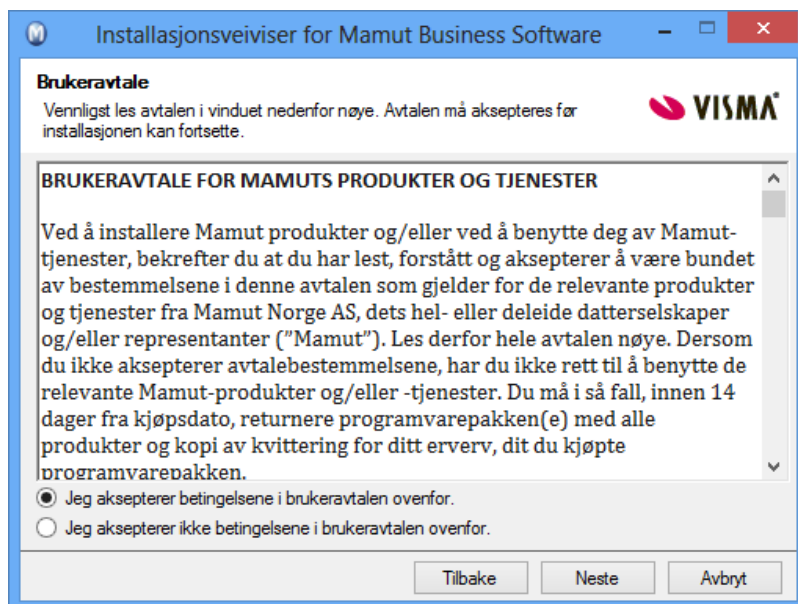 Installasjonsveiviser for Mamut Business Software
Brukeravtale
Vennligst les avtalen i vinduet nedenfor nøye. Avtalen må aksepteres før
installasjonen kan fortsette.
VISMA
BRUKERAVTALE FOR MAMUTS PRODUKTER OG TJENESTER
Ved å installere Mamut produkter og/eller ved å benytte deg av Mamut-
tjenester, bekrefter du at du har lest, forstått og aksepterer å være bundet
av bestemmelsene i denne avtalen som gjelder for de relevante produkter
og tjenester fra Mamut Norge AS, dets hel- eller deleide datterselskaper
og/eller representanter (”Mamut”). Les derfor hele avtalen nøye. Dersom
du ikke aksepterer avtalebestemmelsene, har du ikke rett til å benytte de
relevante Mamut-produkter og/eller -tjenester. Du må i så fall, innen 14
dager fra kjøpsdato, returnere programvarepakken(e) med alle
produkter og kopi av kvittering for ditt erverv, dit du kjøpte
programvarepakken.
Jeg aksepterer betingelsene i brukeravtalen ovenfor.
Jeg aksepterer ikke betingelsene i brukeravtalen ovenfor.
Tilbake
Neste
Avbryt